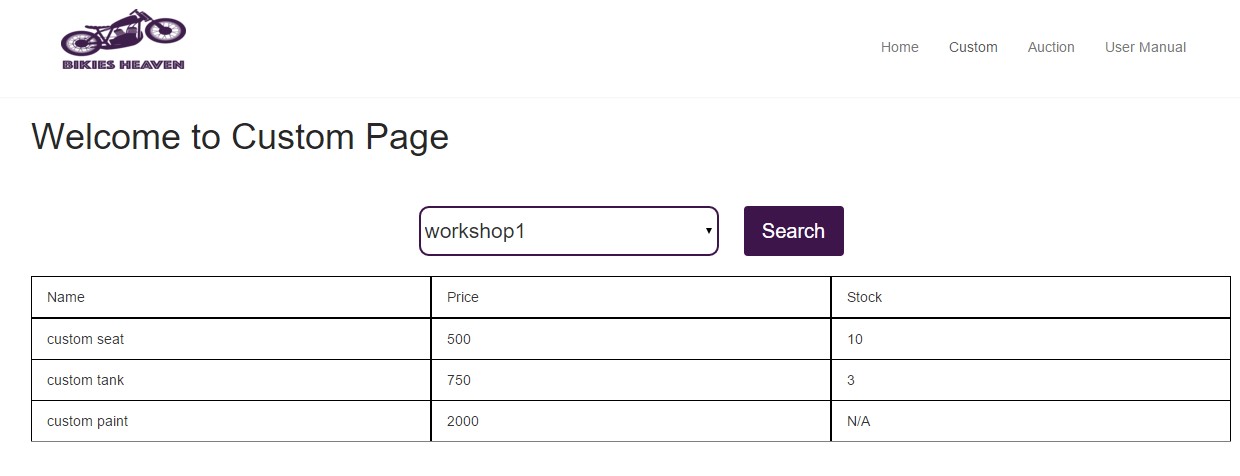 BIKIES HEAVEN
Home Custom Auction User Manual
Welcome to Custom Page
workshop1 Search
Name Price Stock
custom seat 500 10
custom tank 750 3
custom paint 2000 N/A